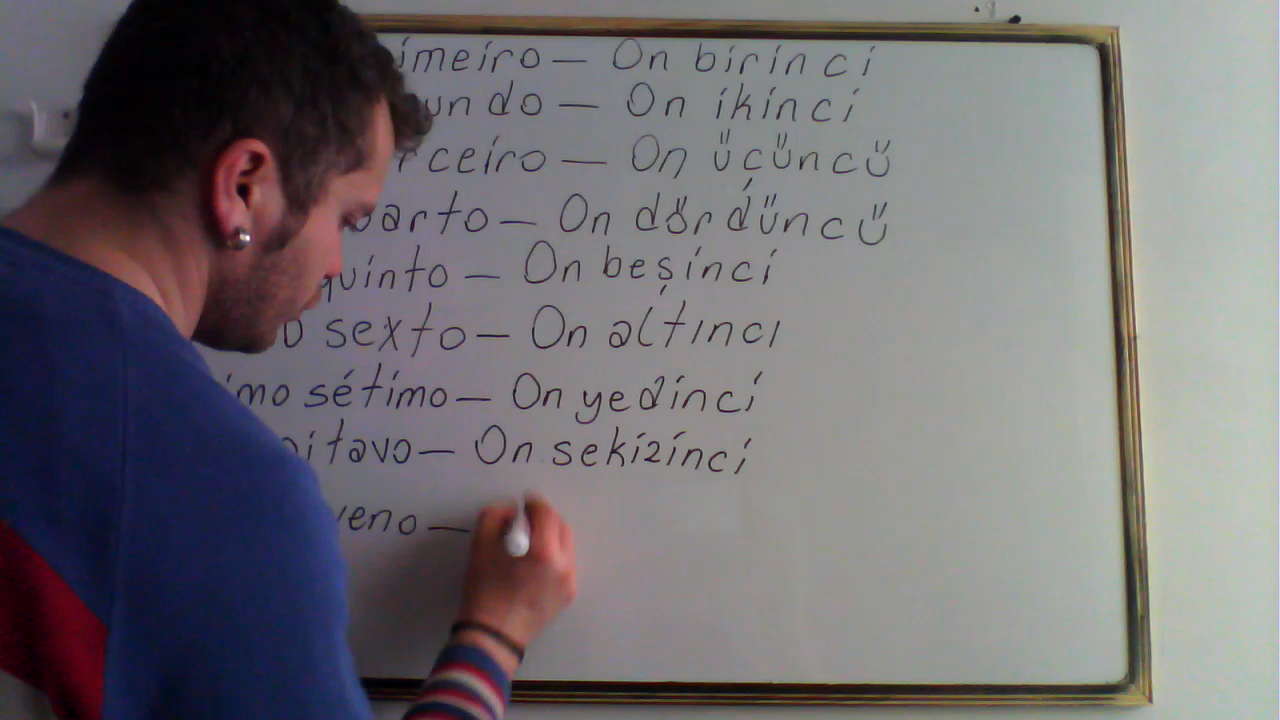 imeiro — On birinci
undo — On ikinci
rceiro — On üçüncü
uarto — On dördüncü
quinto — On beşinci
o sexto — On altıncı
imo sétimo — On yedinci
oitavo — On sekizinci
veno —